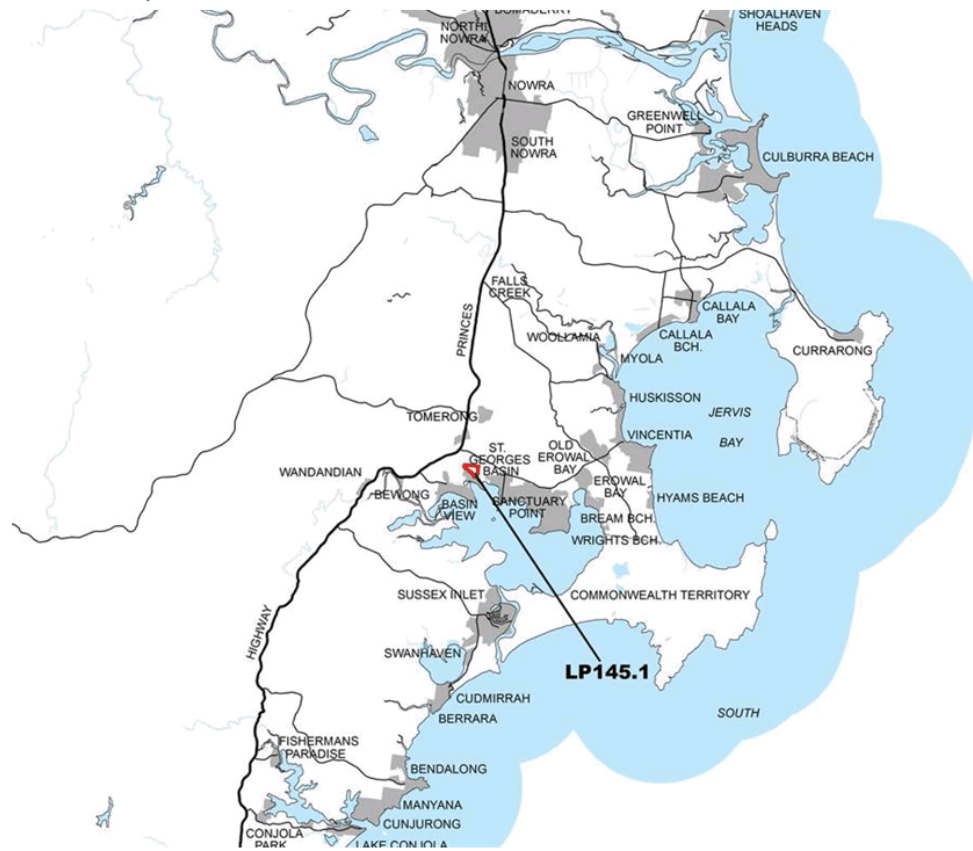 BOMADERRY
SHOALHAVEN
HEADS
NORTH
NOWRA
NOWRA
GREENWELL
POINT
SOUTH
NOWRA
CULBURRA BEACH
FALLS
CREEK
PRINCES
CALLALA
BAY
WOOLLAMIA
CALLALA
BCH.
CURRARONG
MYOLA
HUSKISSON
JERVIS
BAY
TOMERONG
VINCENTIA
ST.
GEORGES
BASIN
OLD
EROWAL
BAY
WANDANDIAN
EROWAL
BAY
BEWONG
HYAMS BEACH
BASIN
VIEW
SANCTUARY
POINT
BREAM BCH.
WRIGHTS BCH.
SUSSEX INLET
COMMONWEALTH TERRITORY
HIGHWAY
SWANHAVEN
LP145.1
CUDMIRRAH
BERRARA
SOUTH
FISHERMANS
PARADISE
BENDALONG
MANYANA
CUNJURONG
CONJOLA
PARK
LAKE CONJOLA